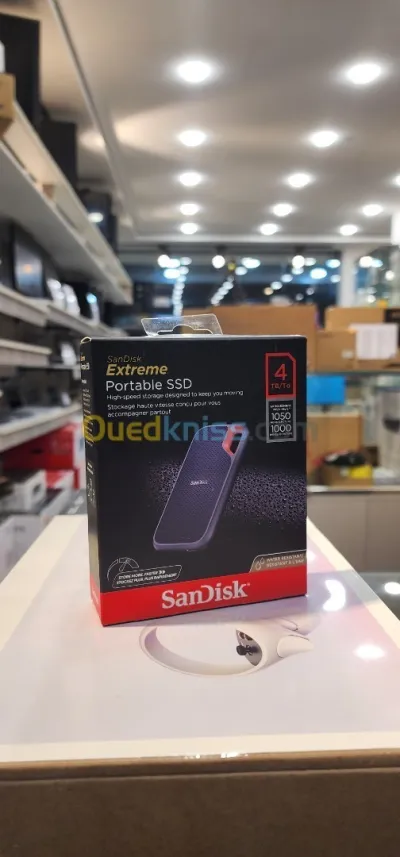 SanDisk
Extreme
Portable SSD
High-speed storage designed to keep you moving
Stockage haute vitesse conçu pour vous
accompagner partout
4
TB/To
1050
1000
Ouedkniss.com
SanDisk
SanDisk